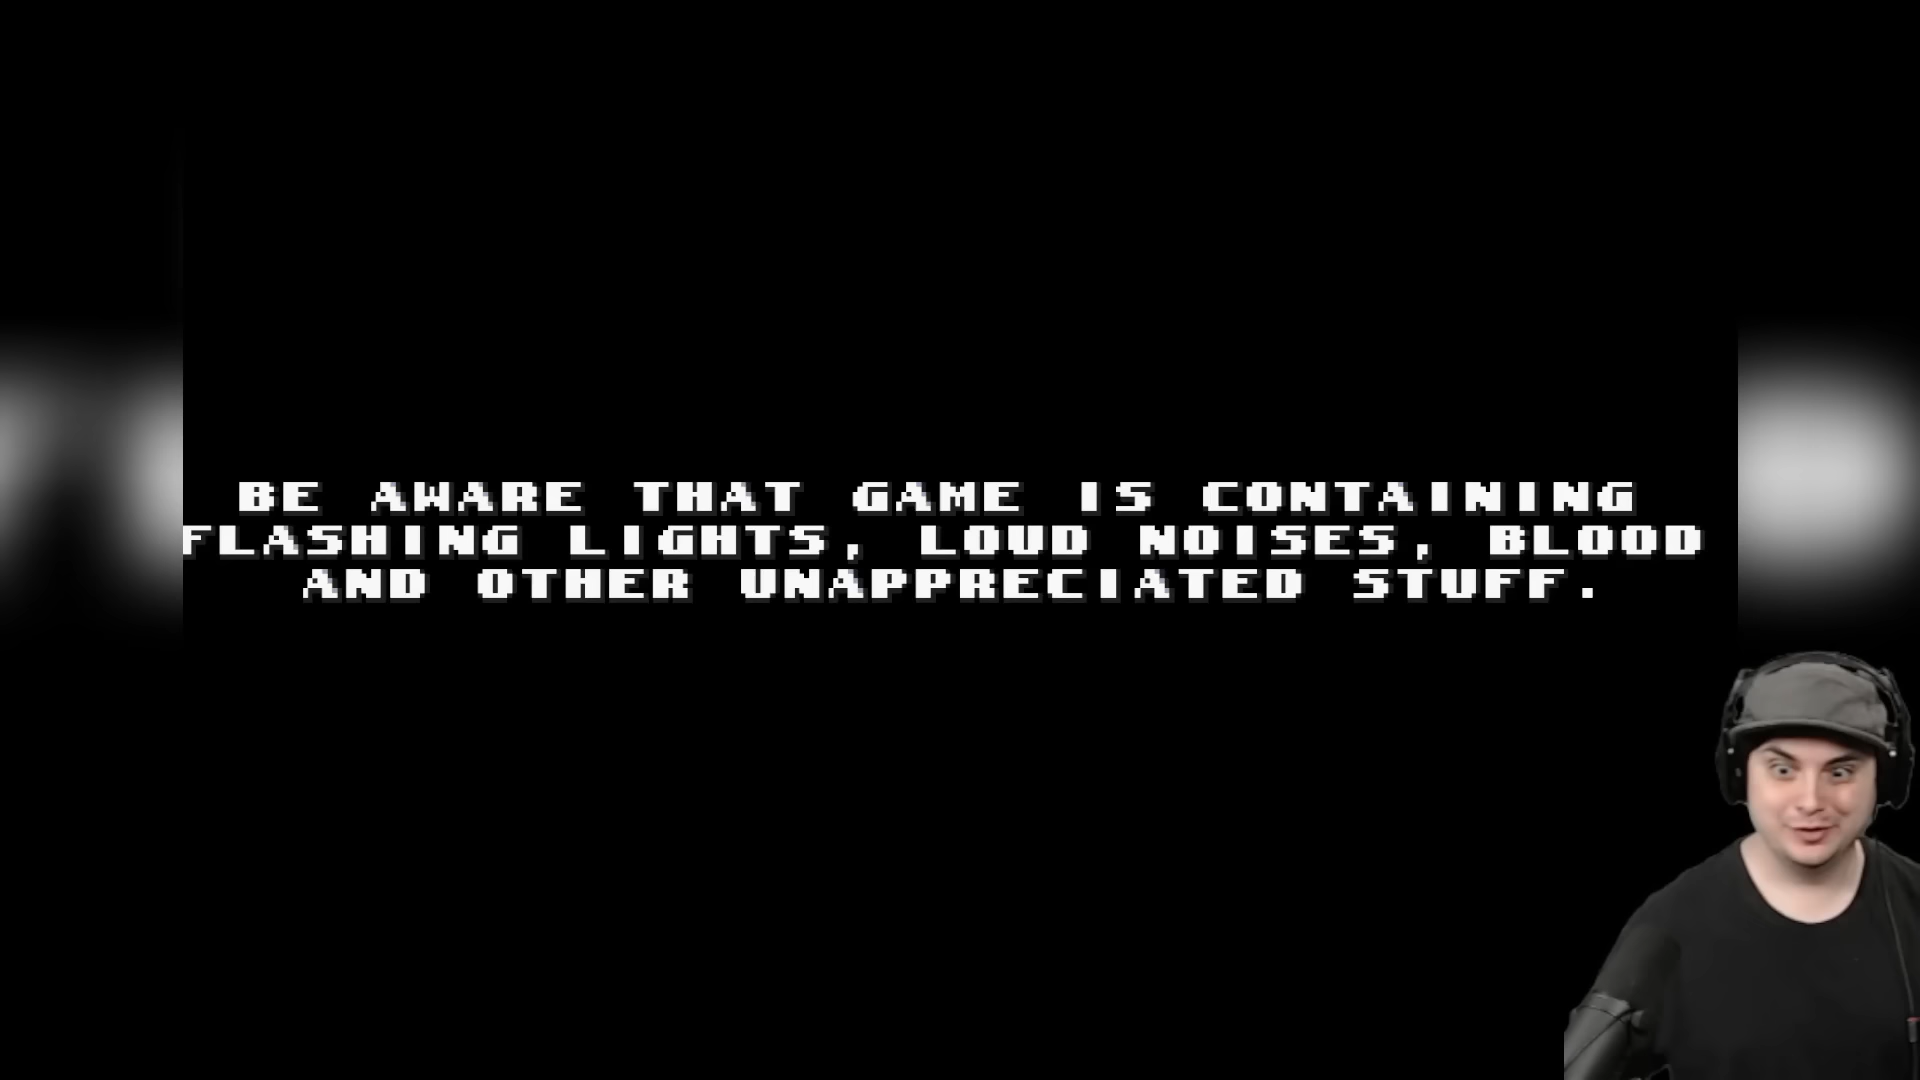 BE AWARE THAT GAME IS CONTAINING
FLASHING LIGHTS, LOUD NOISES, BLOOD
AND OTHER UNAPPRECIATED STUFF.